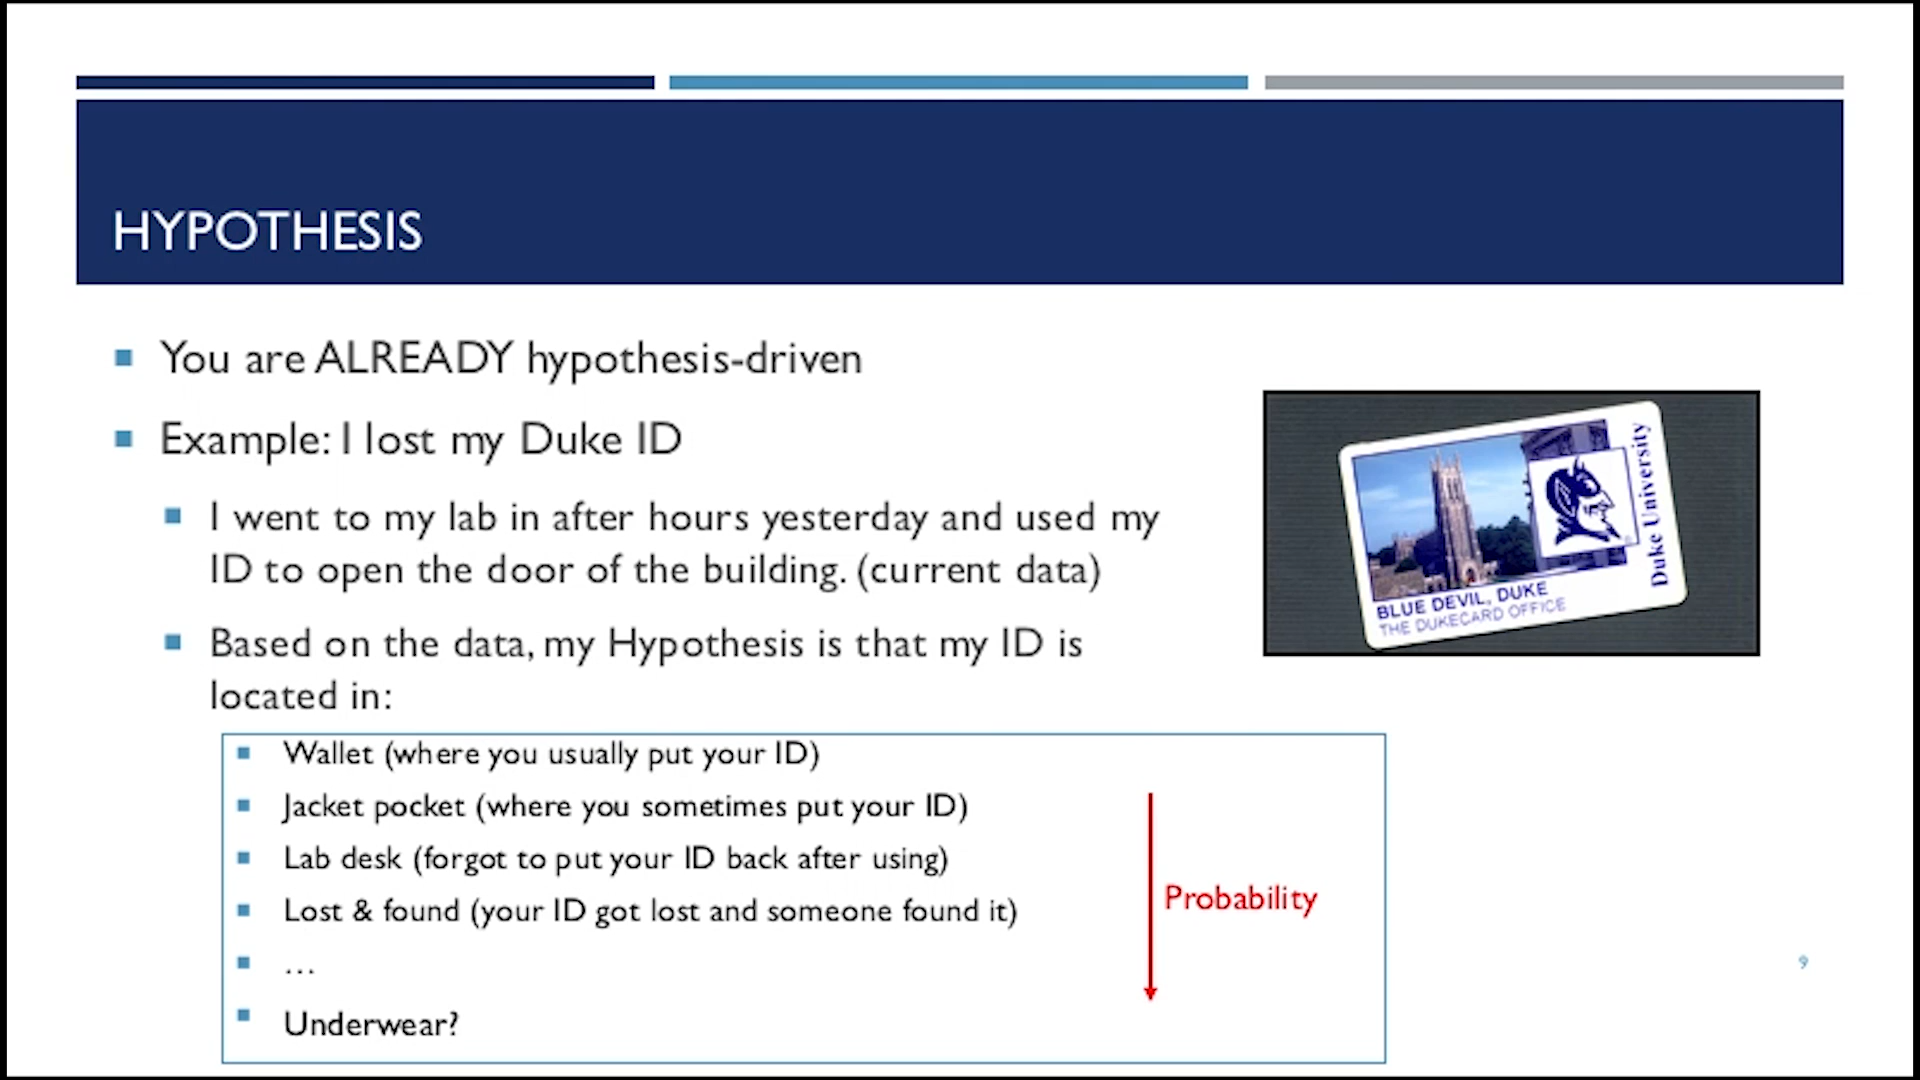 HYPOTHESIS
You are ALREADY hypothesis-driven
Example: I lost my Duke ID
I went to my lab in after hours yesterday and used my
ID to open the door of the building. (current data)
Based on the data, my Hypothesis is that my ID is
located in:
Wallet (where you usually put your ID)
Jacket pocket (where you sometimes put your ID)
Lab desk (forgot to put your ID back after using)
Lost & found (your ID got lost and someone found it)
...
Underwear?
Probability
Duke University
BLUE DEVIL, DUKE
THE DUKECARD OFFICE
9